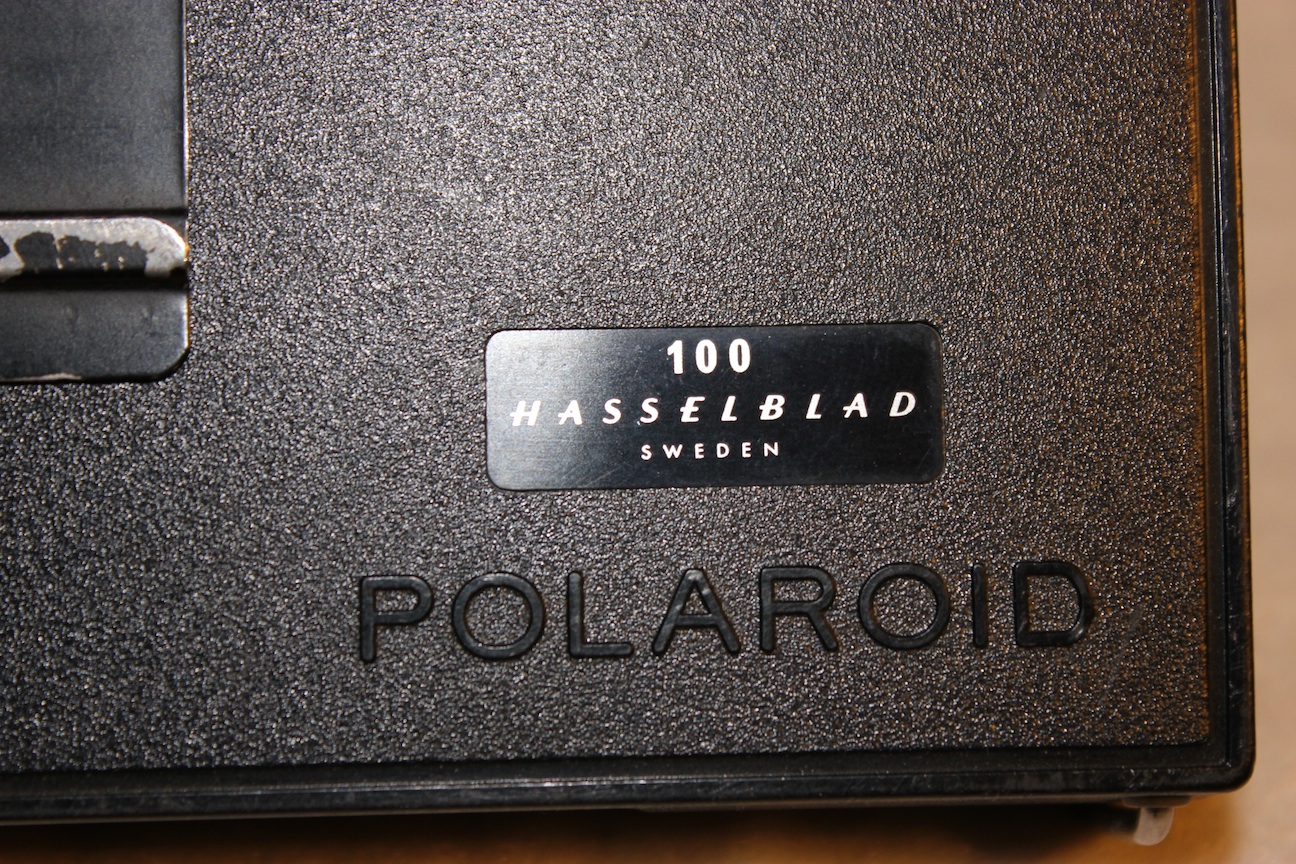 100
HASSELBLAD
SWEDEN
POLAROID